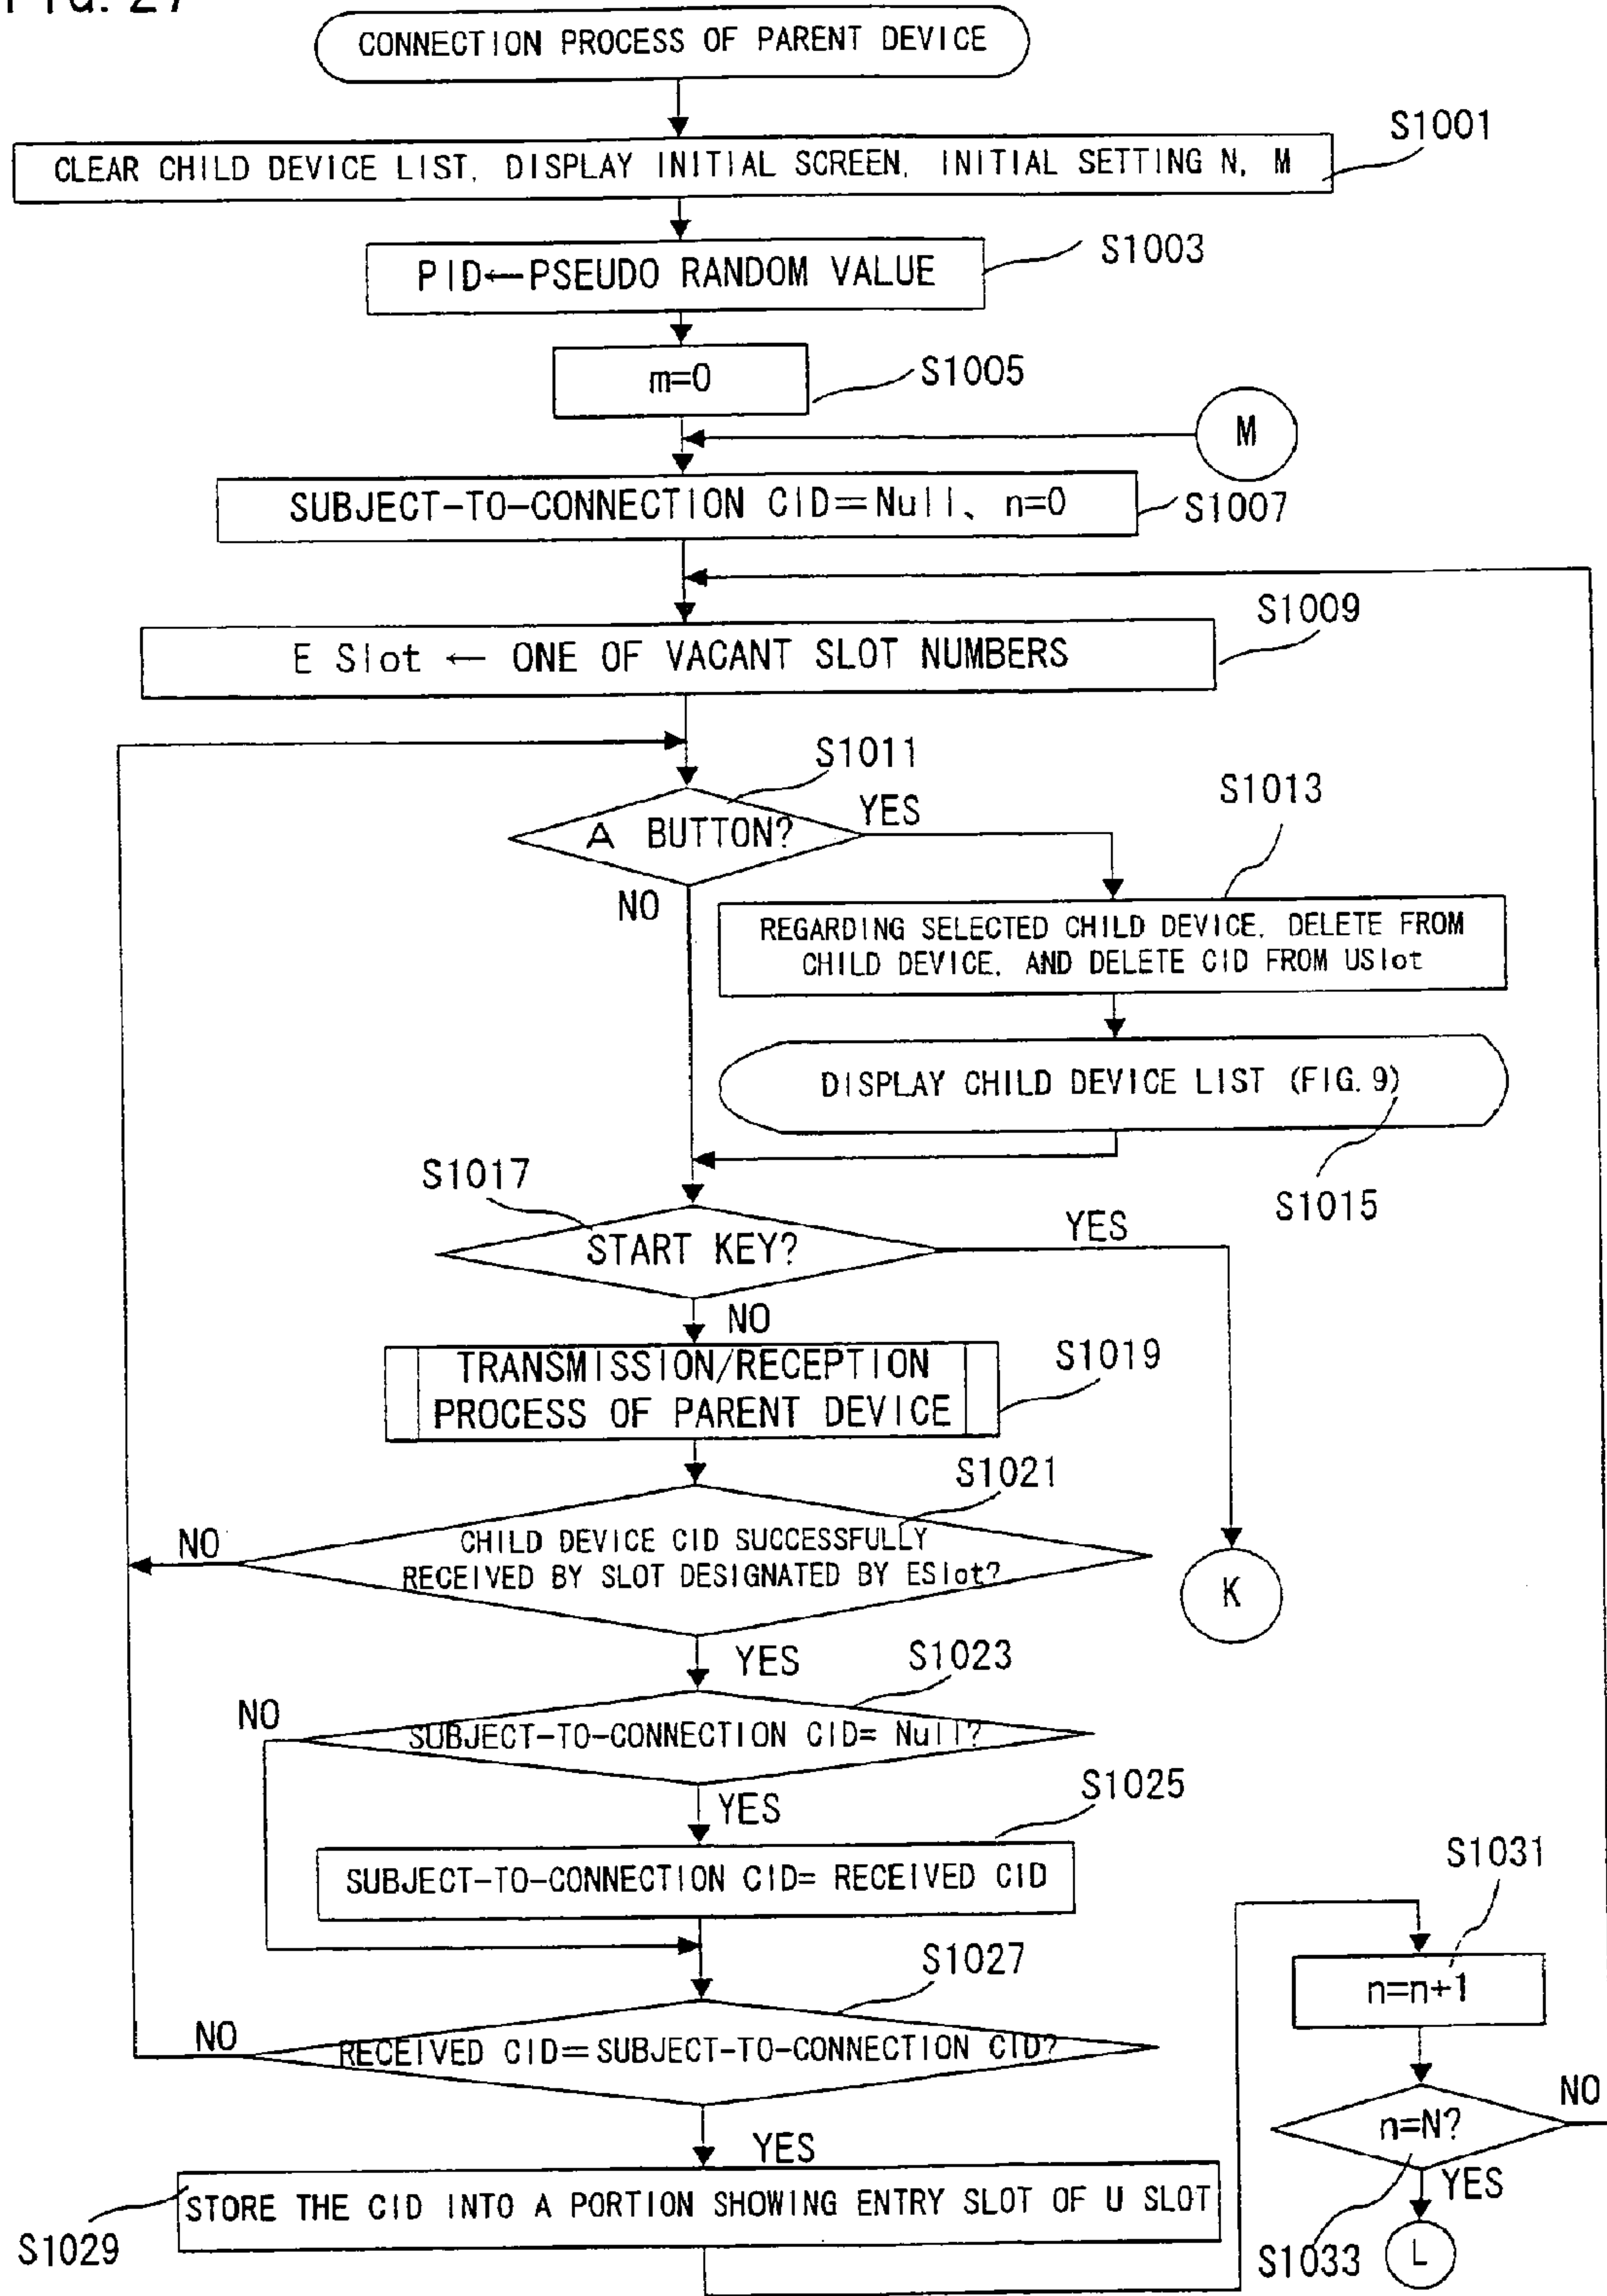 FIG. 27
CONNECTION PROCESS OF PARENT DEVICE
S1001
CLEAR CHILD DEVICE LIST, DISPLAY INITIAL SCREEN, INITIAL SETTING N, M
S1003
PID←PSEUDO RANDOM VALUE
m=0
S1005
M
SUBJECT-TO-CONNECTION CID=Null、n=0
S1007
S1009
E Slot ← ONE OF VACANT SLOT NUMBERS
S1011
A BUTTON?
YES
NO
S1013
REGARDING SELECTED CHILD DEVICE, DELETE FROM
CHILD DEVICE, AND DELETE CID FROM USlot
DISPLAY CHILD DEVICE LIST (FIG. 9)
S1015
S1017
START KEY?
YES
NO
TRANSMISSION/RECEPTION
PROCESS OF PARENT DEVICE
S1019
S1021
CHILD DEVICE CID SUCCESSFULLY
RECEIVED BY SLOT DESIGNATED BY ESlot?
NO
K
YES
S1023
NO
SUBJECT-TO-CONNECTION CID= Null?
YES
S1025
SUBJECT-TO-CONNECTION CID= RECEIVED CID
S1027
NO
RECEIVED CID=SUBJECT-TO-CONNECTION CID?
YES
STORE THE CID INTO A PORTION SHOWING ENTRY SLOT OF U SLOT
S1029
S1031
n=n+1
n=N?
NO
YES
S1033
L